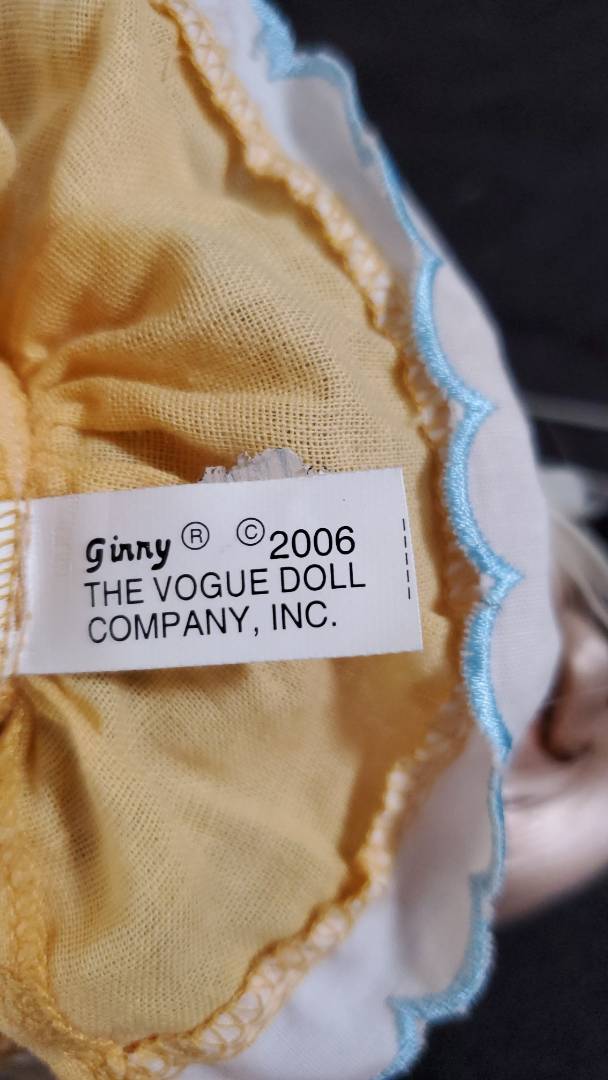 Ginny ® © 2006
THE VOGUE DOLL
COMPANY, INC.